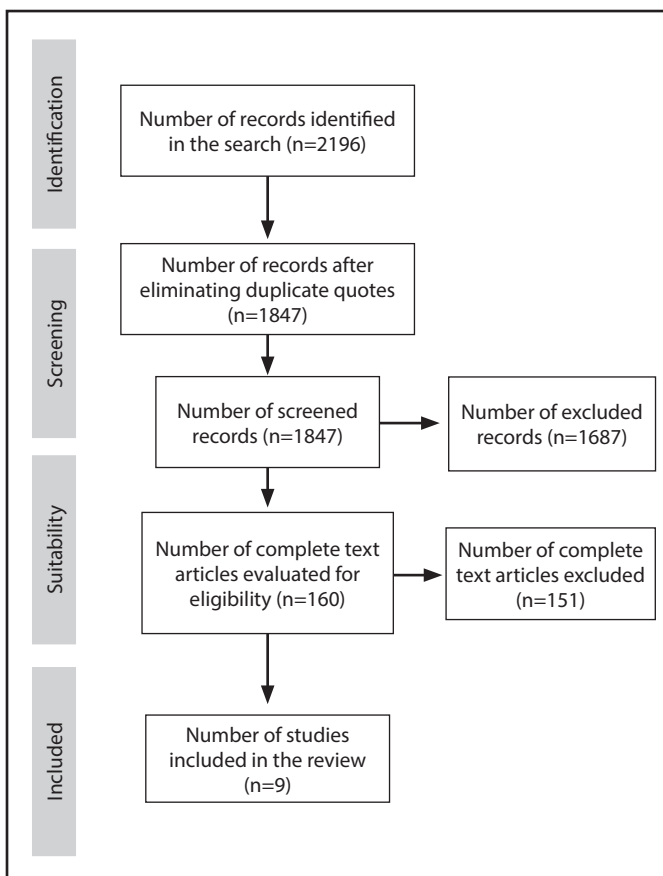 Identification
Number of records identified
in the search (n=2196)
Screening
Number of records after
eliminating duplicate quotes
(n=1847)
Number of screened
records (n=1847)
Number of excluded
records (n=1687)
Suitability
Number of complete text
articles evaluated for
eligibility (n=160)
Number of complete
text articles excluded
(n=151)
Included
Number of studies
included in the review
(n=9)